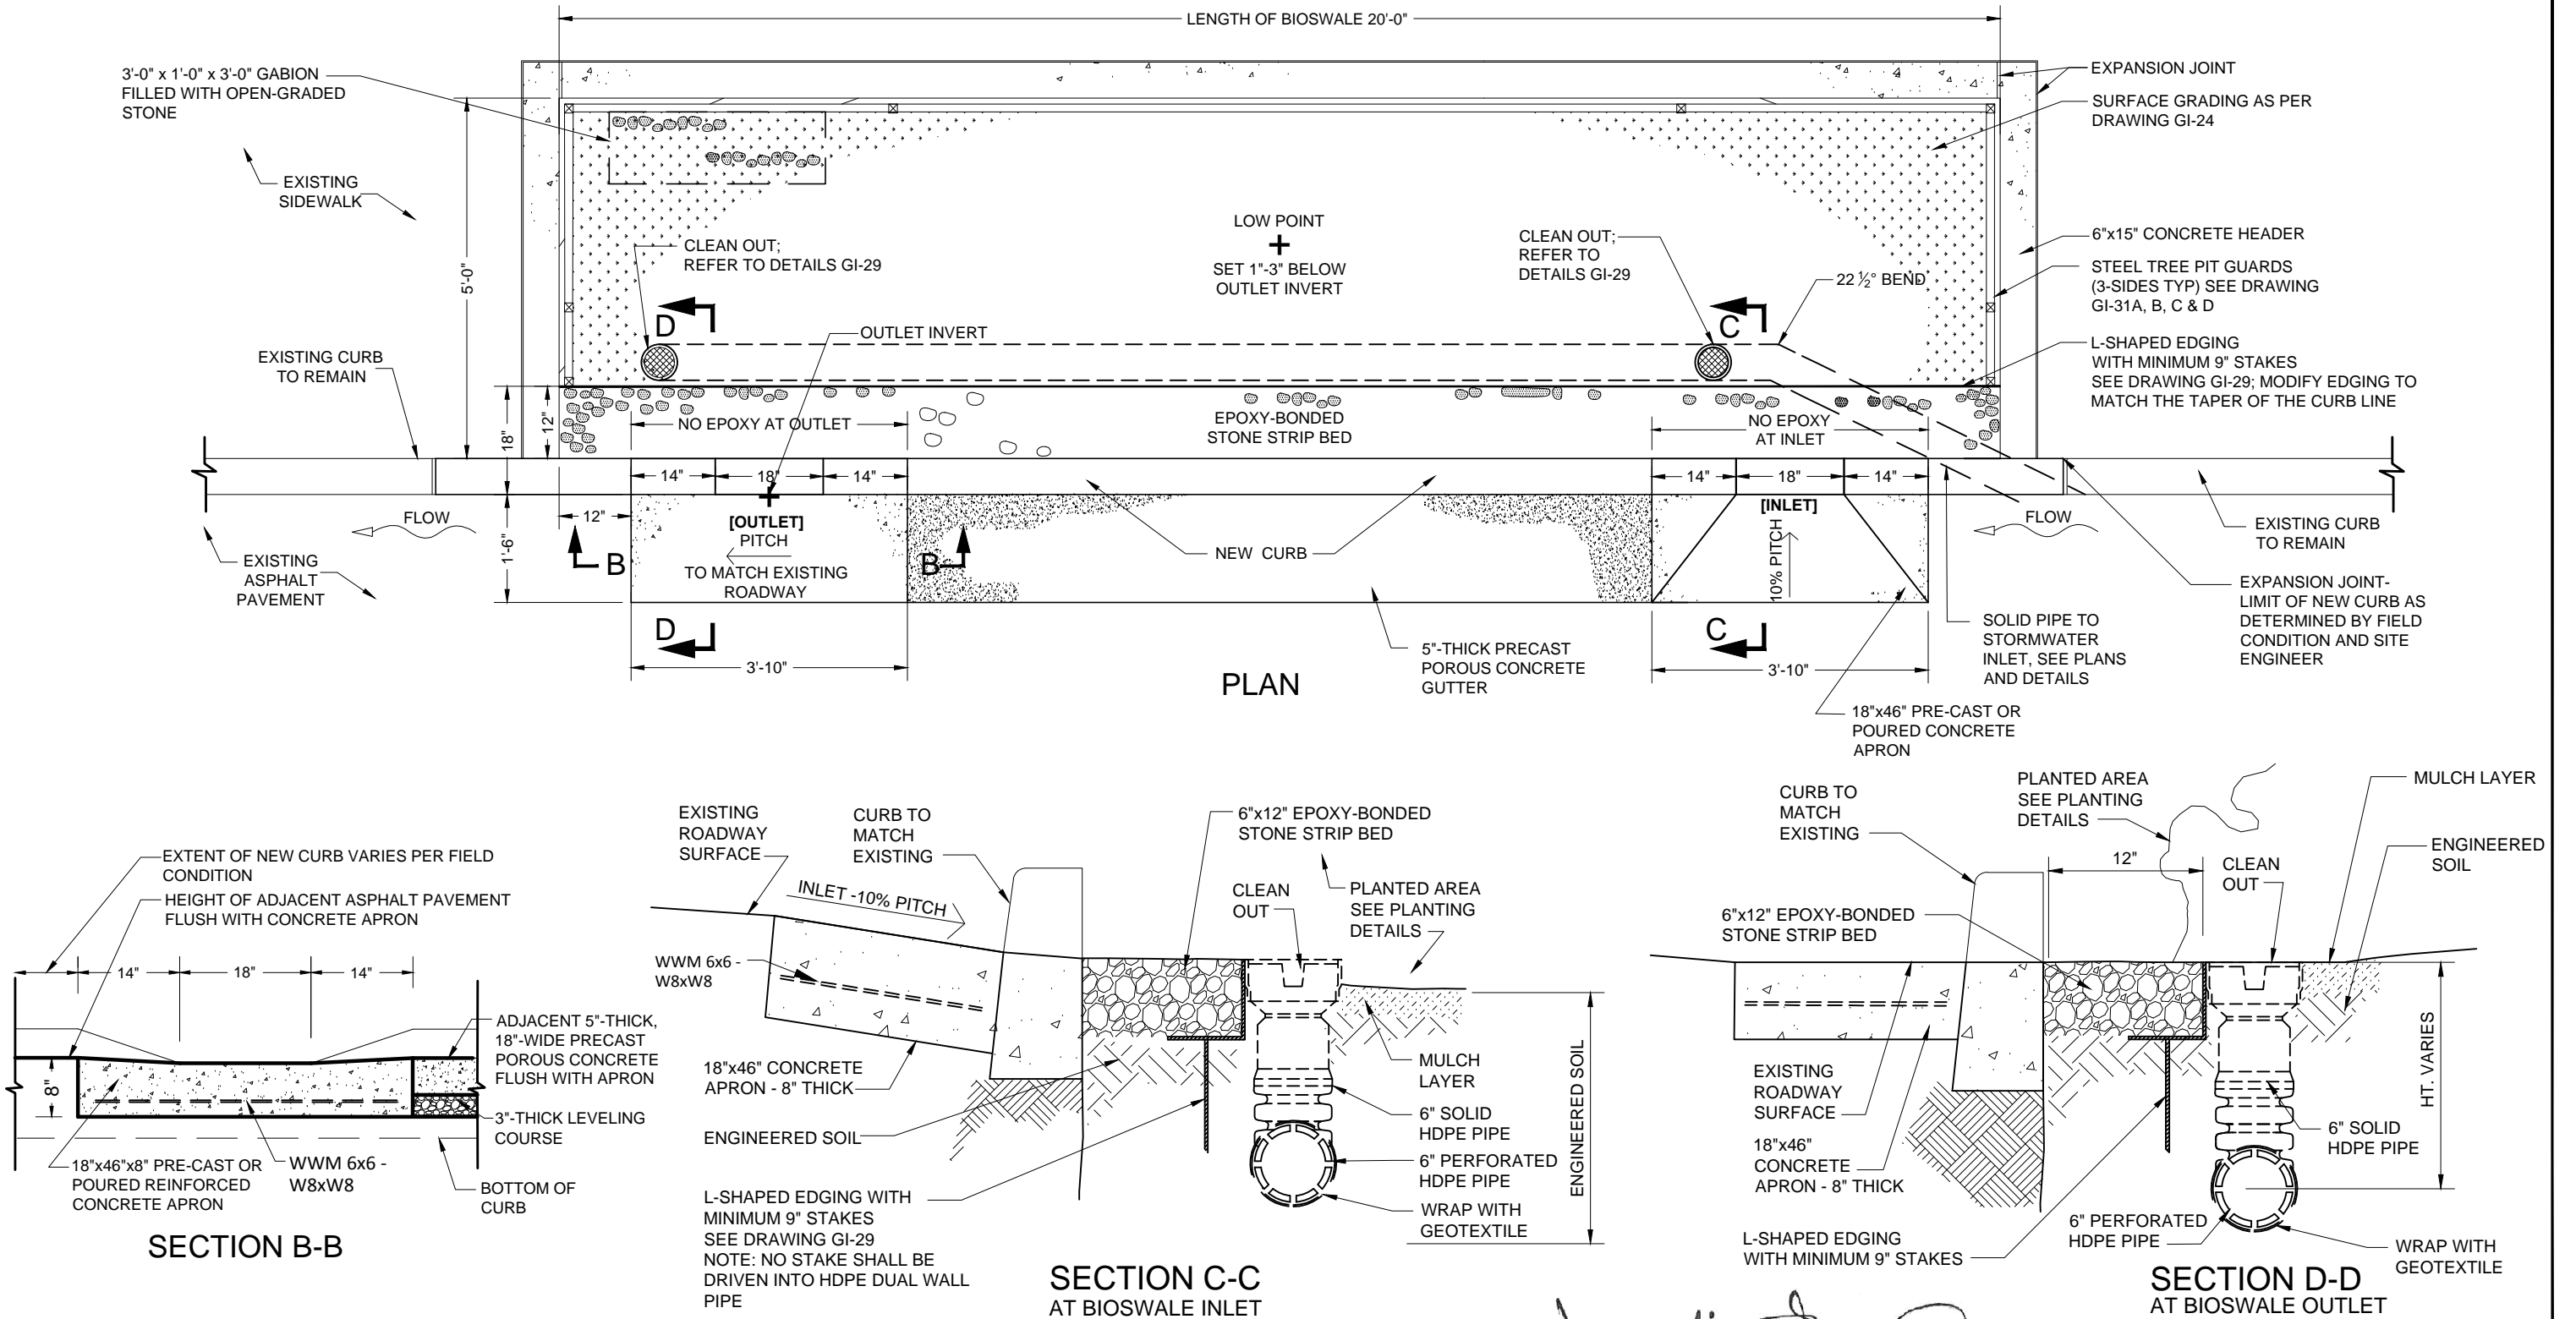 LENGTH OF BIOSWALE 20'-0"
3'-0" x 1'-0" x 3'-0" GABION
FILLED WITH OPEN-GRADED
STONE
EXPANSION JOINT
SURFACE GRADING AS PER
DRAWING GI-24
EXISTING
SIDEWALK
5'-0"
CLEAN OUT;
REFER TO DETAILS GI-29
LOW POINT
SET 1"-3" BELOW
OUTLET INVERT
CLEAN OUT;
REFER TO
DETAILS GI-29
22 ½° BEND
6"x15" CONCRETE HEADER
STEEL TREE PIT GUARDS
(3-SIDES TYP) SEE DRAWING
GI-31A, B, C & D
D
OUTLET INVERT
C
EXISTING CURB
TO REMAIN
L-SHAPED EDGING
WITH MINIMUM 9" STAKES
SEE DRAWING GI-29; MODIFY EDGING TO
MATCH THE TAPER OF THE CURB LINE
18"
12"
NO EPOXY AT OUTLET
EPOXY-BONDED
STONE STRIP BED
NO EPOXY
AT INLET
14"
18"
14"
14"
18"
14"
FLOW
12"
1'-6"
[OUTLET]
PITCH
TO MATCH EXISTING
ROADWAY
B
B
NEW CURB
[INLET]
10% PITCH
FLOW
EXISTING CURB
TO REMAIN
EXISTING
ASPHALT
PAVEMENT
EXPANSION JOINT-
LIMIT OF NEW CURB AS
DETERMINED BY FIELD
CONDITION AND SITE
ENGINEER
D
C
3'-10"
3'-10"
5"-THICK PRECAST
POROUS CONCRETE
GUTTER
SOLID PIPE TO
STORMWATER
INLET, SEE PLANS
AND DETAILS
PLAN
18"x46" PRE-CAST OR
POURED CONCRETE
APRON
EXTENT OF NEW CURB VARIES PER FIELD
CONDITION
HEIGHT OF ADJACENT ASPHALT PAVEMENT
FLUSH WITH CONCRETE APRON
14"
18"
14"
8"
ADJACENT 5"-THICK,
18"-WIDE PRECAST
POROUS CONCRETE
FLUSH WITH APRON
3"-THICK LEVELING
COURSE
18"x46"x8" PRE-CAST OR
POURED REINFORCED
CONCRETE APRON
WWM 6x6 -
W8xW8
BOTTOM OF
CURB
SECTION B-B
EXISTING
ROADWAY
SURFACE
CURB TO
MATCH
EXISTING
6"x12" EPOXY-BONDED
STONE STRIP BED
INLET -10% PITCH
CLEAN
OUT
PLANTED AREA
SEE PLANTING
DETAILS
WWM 6x6 -
W8xW8
18"x46" CONCRETE
APRON - 8" THICK
MULCH
LAYER
ENGINEERED SOIL
6" SOLID
HDPE PIPE
6" PERFORATED
HDPE PIPE
ENGINEERED SOIL
L-SHAPED EDGING WITH
MINIMUM 9" STAKES
SEE DRAWING GI-29
NOTE: NO STAKE SHALL BE
DRIVEN INTO HDPE DUAL WALL
PIPE
WRAP WITH
GEOTEXTILE
SECTION C-C
AT BIOSWALE INLET
CURB TO
MATCH
EXISTING
PLANTED AREA
SEE PLANTING
DETAILS
MULCH LAYER
12"
CLEAN
OUT
ENGINEERED
SOIL
6"x12" EPOXY-BONDED
STONE STRIP BED
EXISTING
ROADWAY
SURFACE
HT. VARIES
6" SOLID
HDPE PIPE
18"x46"
CONCRETE
APRON - 8" THICK
6" PERFORATED
HDPE PIPE
L-SHAPED EDGING
WITH MINIMUM 9" STAKES
WRAP WITH
GEOTEXTILE
SECTION D-D
AT BIOSWALE OUTLET